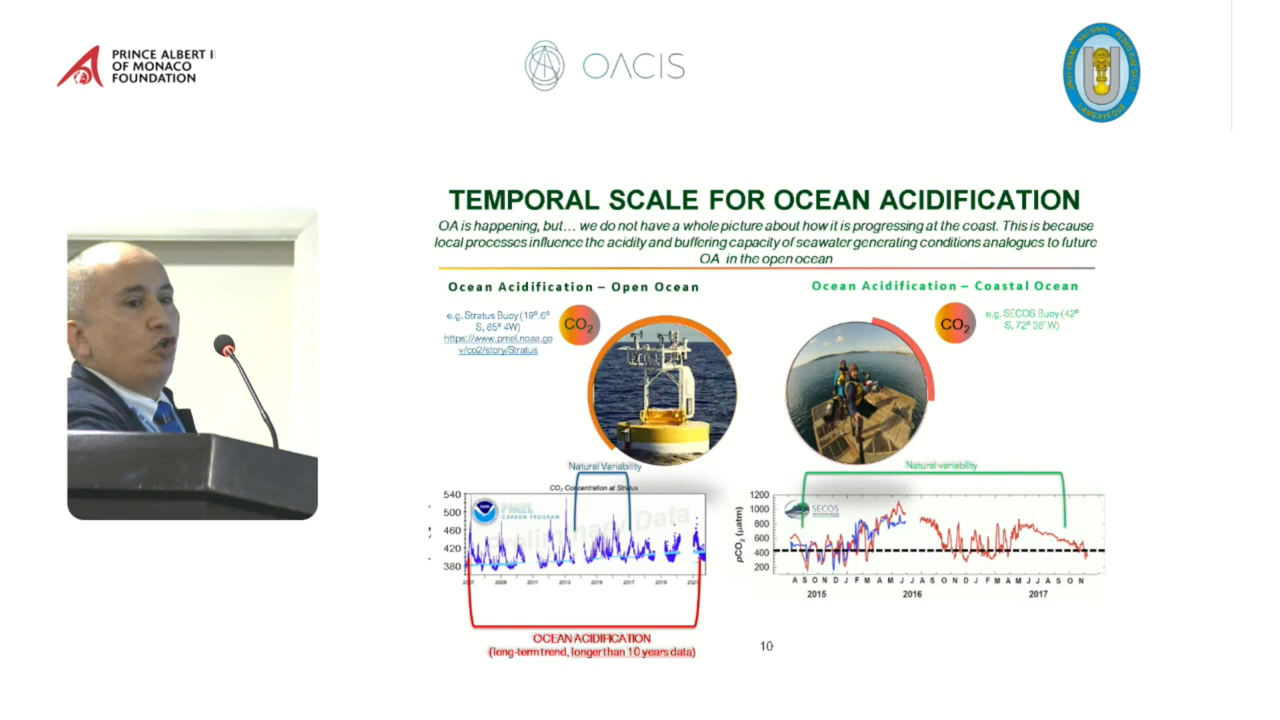 PRINCE ALBERT II
OF MONACO
FOUNDATION
OACIS
LAMBAYEQUE
TEMPORAL SCALE FOR OCEAN ACIDIFICATION
OA is happening, but… we do not have a whole picture about how it is progressing at the coast. This is because
local processes influence the acidity and buffering capacity of seawater generating conditions analogues to future
OA in the open ocean
Ocean Acidification – Open Ocean
Ocean Acidification – Coastal Ocean
e.g. Stratus Buoy (19º.6º
S, 85º 4W)
https://www.pmel.noaa.go
v/co2/story/Stratus
CO2
CO2
e.g. SECOS Buoy (42º
S, 72º 38' W)
Natural Variability
Natural variability
CO2 Concentration at Stratus
540
500
460
420
380
PMEL
CARBON PROGRAM
Preliminary Data
2007 2009 2011 2013 2015 2017 2019 2021
pCO2 (µatm)
1200
1000
800
600
400
200
SECOS
A S O N D J F M A M J J A S O N D J F M A M J J A S O N
2015 2016 2017
OCEAN ACIDIFICATION
(long-term trend, longer than 10 years data)
10